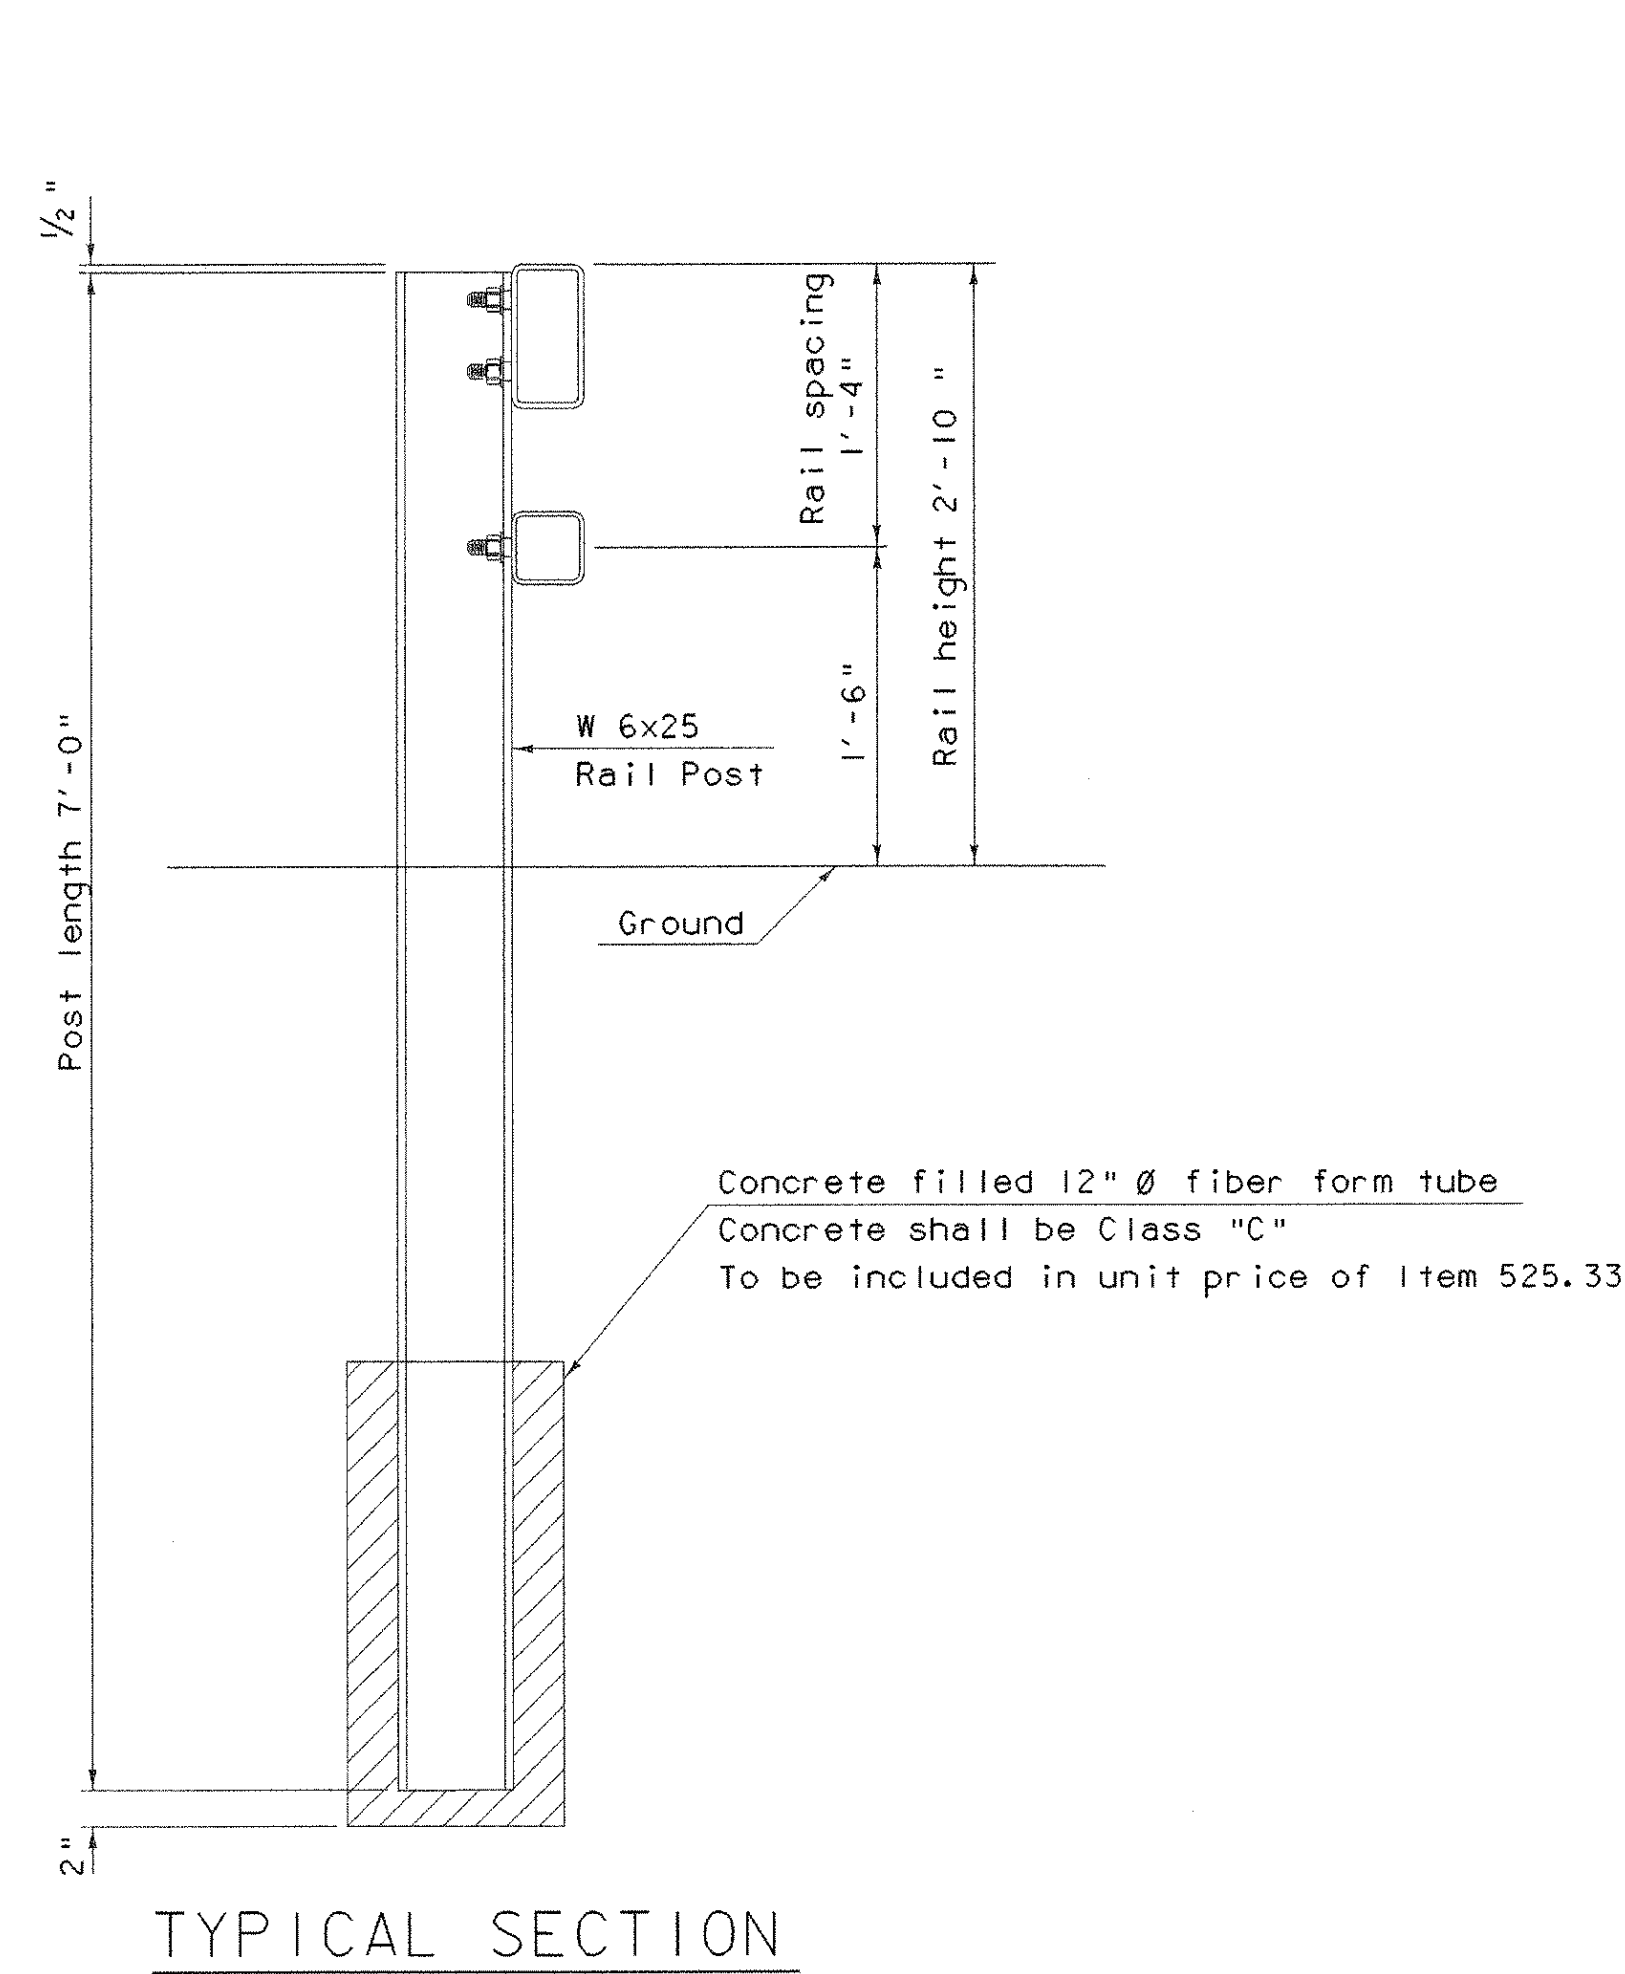 1/2"
Rail spacing
1'-4"
Rail height 2'-10 "
1'-6"
W 6x25
Rail Post
Post length 7'-0"
Ground
Concrete filled 12" Ø fiber form tube
Concrete shall be Class "C"
To be included in unit price of Item 525.33
2"
TYPICAL SECTION